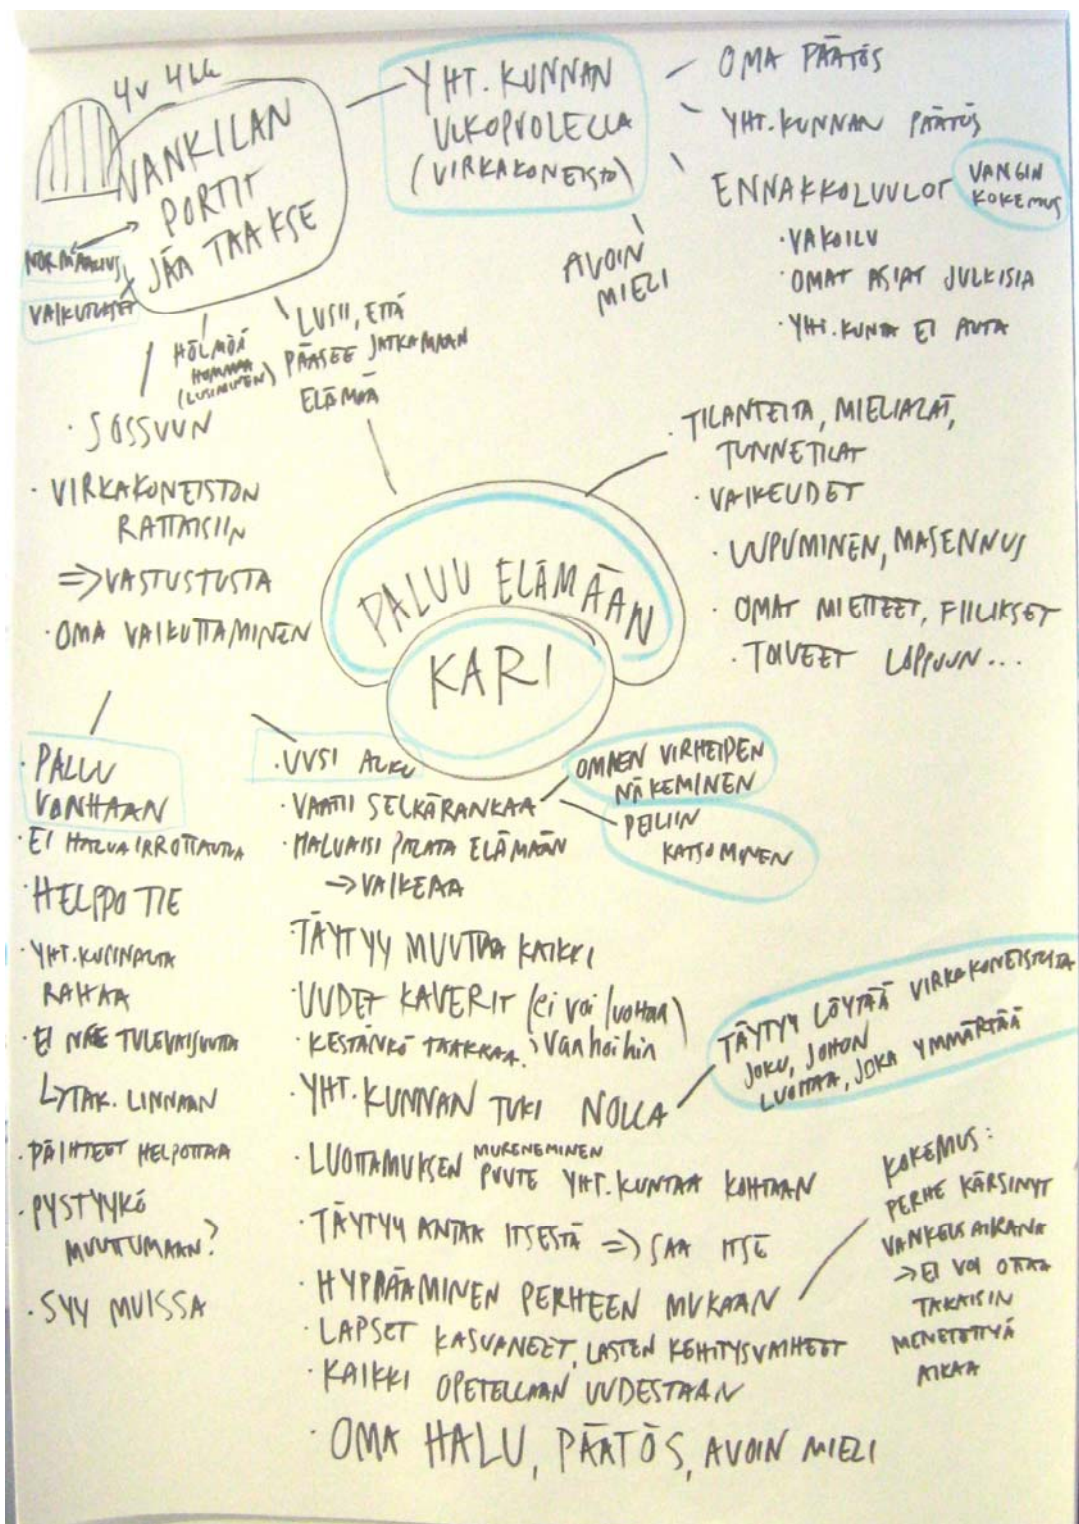 4v 4kk
VANKILAN
PORTIT
JÄÄ TAAKSE
NORMAALIUS
VAIKUTUKSET
YHT. KUNNAN
ULKOPUOLELLA
(VIRKAKONEISTO)
OMA PÄÄTÖS
YHT. KUNNAN PÄÄTÖS
ENNAKKOLUULOT
VANGIN
KOKEMUS
· VAKOILU
· OMAT ASIAT JULKISIA
· YHT. KUNTA EI AUTA
AVOIN
MIELI
HÖLMÖÄ
HOMMAA
(LUSIMINEN)
LUSII, ETTÄ
PÄÄSEE JATKAMAAN
ELÄMÄÄ
· SOSSUUN
· VIRKAKONEISTON
RATTAISIIN
=> VASTUSTUSTA
· OMA VAIKUTTAMINEN
· TILANTEITA, MIELIALAT,
TUNNETILAT
· VAIKEUDET
· UUPUMINEN, MASENNUS
· OMAT MIETTEET, FIILIKSET
· TOIVEET LOPPUUN...
PALUU ELÄMÄÄN
KARI
· PALUU
VANHAAN
· EI HALUA IRROTTAUTUA
· HELPPO TIE
· YHT. KUNNALTA
RAHAA
· EI NÄE TULEVAISUUTTA
↳ TAK. LINNAAN
· PÄIHTEET HELPOTTAA
· PYSTYYKÖ
MUUTTUMAAN?
· SYY MUISSA
· UUSI ALKU
· VAATII SELKÄRANKAA
OMIEN VIRHEIDEN
NÄKEMINEN
PEILIIN
KATSOMINEN
· HALUAISI PALATA ELÄMÄÄN
-> VAIKEAA
· TÄYTYY MUUTTAA KAIKKI
· UUDET KAVERIT (ei voi luottaa
vanhoihin)
· KESTÄNKÖ TAAKKAA?
· YHT. KUNNAN TUKI NOLLA
TÄYTYY LÖYTÄÄ VIRKAKONEISTOSTA
JOKU, JOHON
LUOTTAA, JOKA YMMÄRTÄÄ
· LUOTTAMUKSEN MURENEMINEN
PUUTE YHT. KUNTAA KOHTAAN
· TÄYTYY ANTAA ITSESTÄ => SAA ITSE
· HYPPÄÄMINEN PERHEEN MUKAAN
KOKEMUS:
PERHE KÄRSINYT
VANKEUSAIKANA
-> EI VOI OTTAA
TAKAISIN
MENETETTYÄ
AIKAA
· LAPSET KASVANEET, LASTEN KEHITYSVAIHEET
· KAIKKI OPETELLAAN UUDESTAAN
· OMA HALU, PÄÄTÖS, AVOIN MIELI